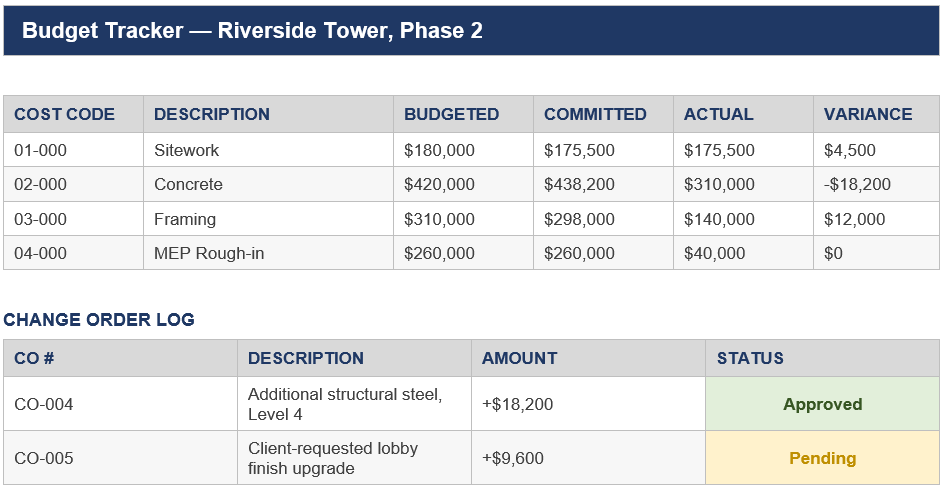 Budget Tracker — Riverside Tower, Phase 2
COST CODE DESCRIPTION BUDGETED COMMITTED ACTUAL VARIANCE
01-000 Sitework $180,000 $175,500 $175,500 $4,500
02-000 Concrete $420,000 $438,200 $310,000 -$18,200
03-000 Framing $310,000 $298,000 $140,000 $12,000
04-000 MEP Rough-in $260,000 $260,000 $40,000 $0
CHANGE ORDER LOG
CO # DESCRIPTION AMOUNT STATUS
CO-004 Additional structural steel, Level 4 +$18,200 Approved
CO-005 Client-requested lobby finish upgrade +$9,600 Pending